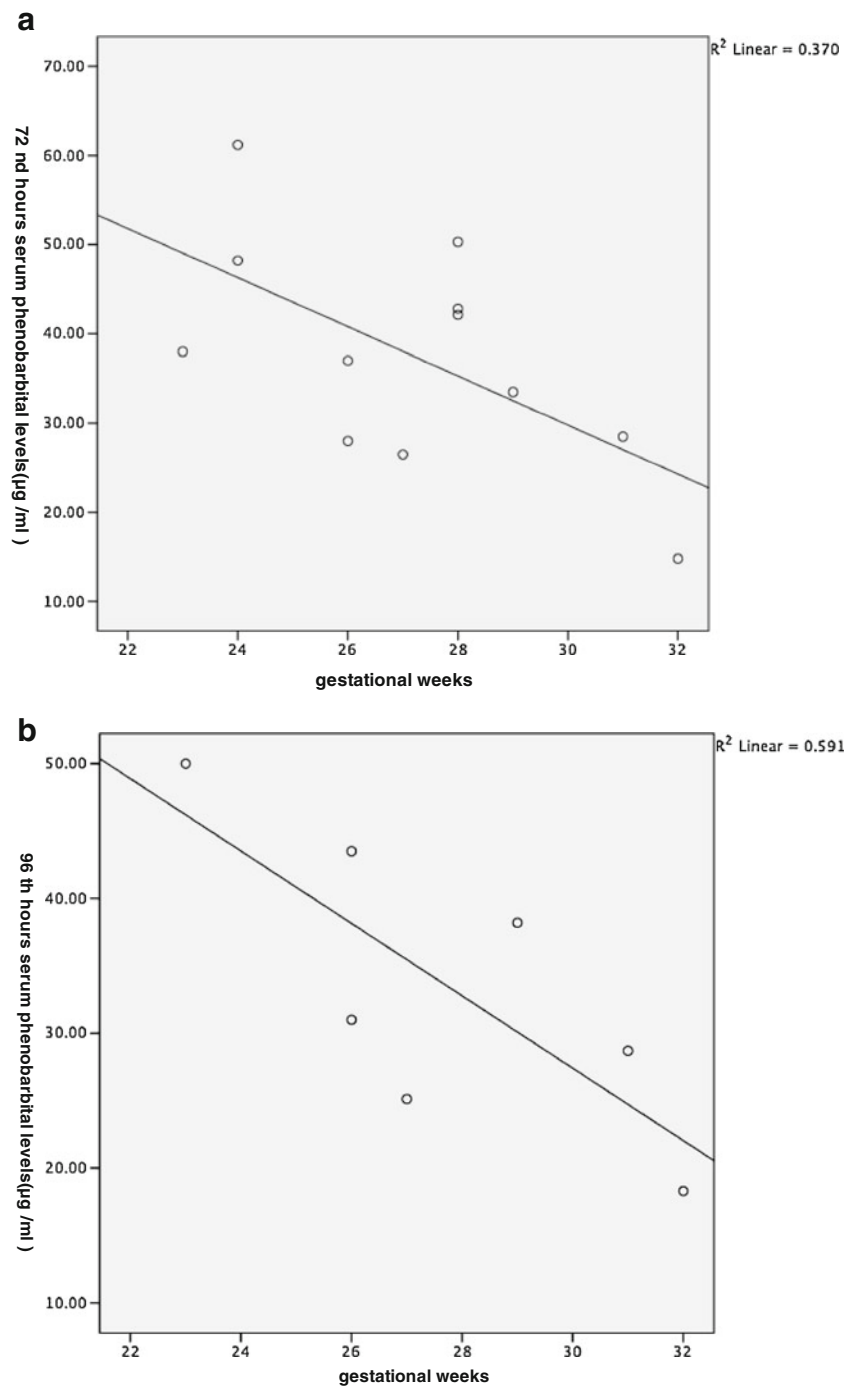 a
R² Linear = 0.370
70.00
60.00
50.00
40.00
30.00
20.00
10.00
72 nd hours serum phenobarbital levels(µg /ml )
22 24 26 28 30 32
gestational weeks
b
R² Linear = 0.591
50.00
40.00
30.00
20.00
10.00
96 th hours serum phenobarbital levels(µg /ml )
22 24 26 28 30 32
gestational weeks